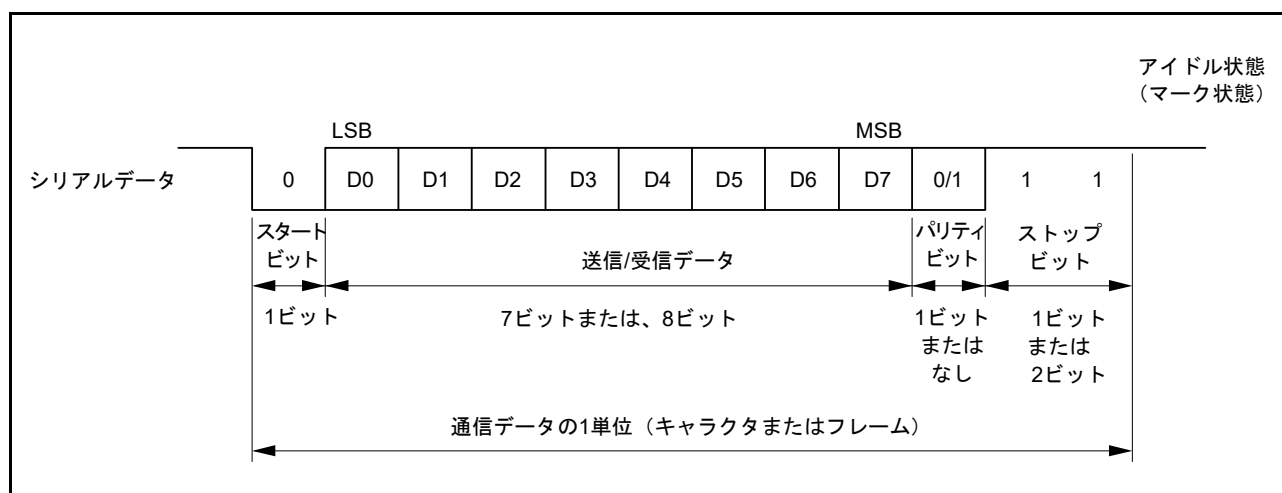 アイドル状態
（マーク状態）
LSB MSB
シリアルデータ 0 D0 D1 D2 D3 D4 D5 D6 D7 0/1 1 1
スタート
ビット
送信/受信データ
パリティ
ビット
ストップ
ビット
1ビット
7ビットまたは、8ビット
1ビット
または
なし
1ビット
または
2ビット
通信データの1単位（キャラクタまたはフレーム）